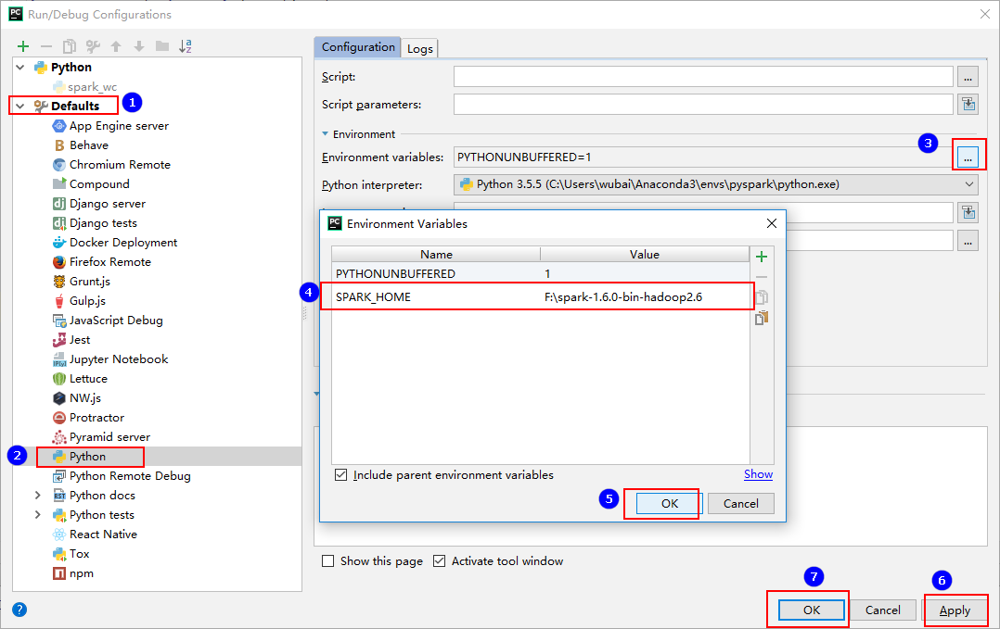 PC Run/Debug Configurations
Python
spark_wc
Defaults 1
App Engine server
Behave
Chromium Remote
Compound
Django server
Django tests
Docker Deployment
Firefox Remote
Grunt.js
Gulp.js
JavaScript Debug
Jest
Jupyter Notebook
Lettuce
NW.js
Protractor
Pyramid server
2 Python
Python Remote Debug
Python docs
Python tests
React Native
Tox
npm
Configuration Logs
Script: ...
Script parameters:
Environment
3
Environment variables: PYTHONUNBUFFERED=1 ...
Python interpreter: Python 3.5.5 (C:\Users\wubai\Anaconda3\envs\pyspark\python.exe)
...
PC Environment Variables
Name Value
PYTHONUNBUFFERED 1
4 SPARK_HOME F:\spark-1.6.0-bin-hadoop2.6
Include parent environment variables Show
5 OK Cancel
Show this page Activate tool window
7 6
? OK Cancel Apply